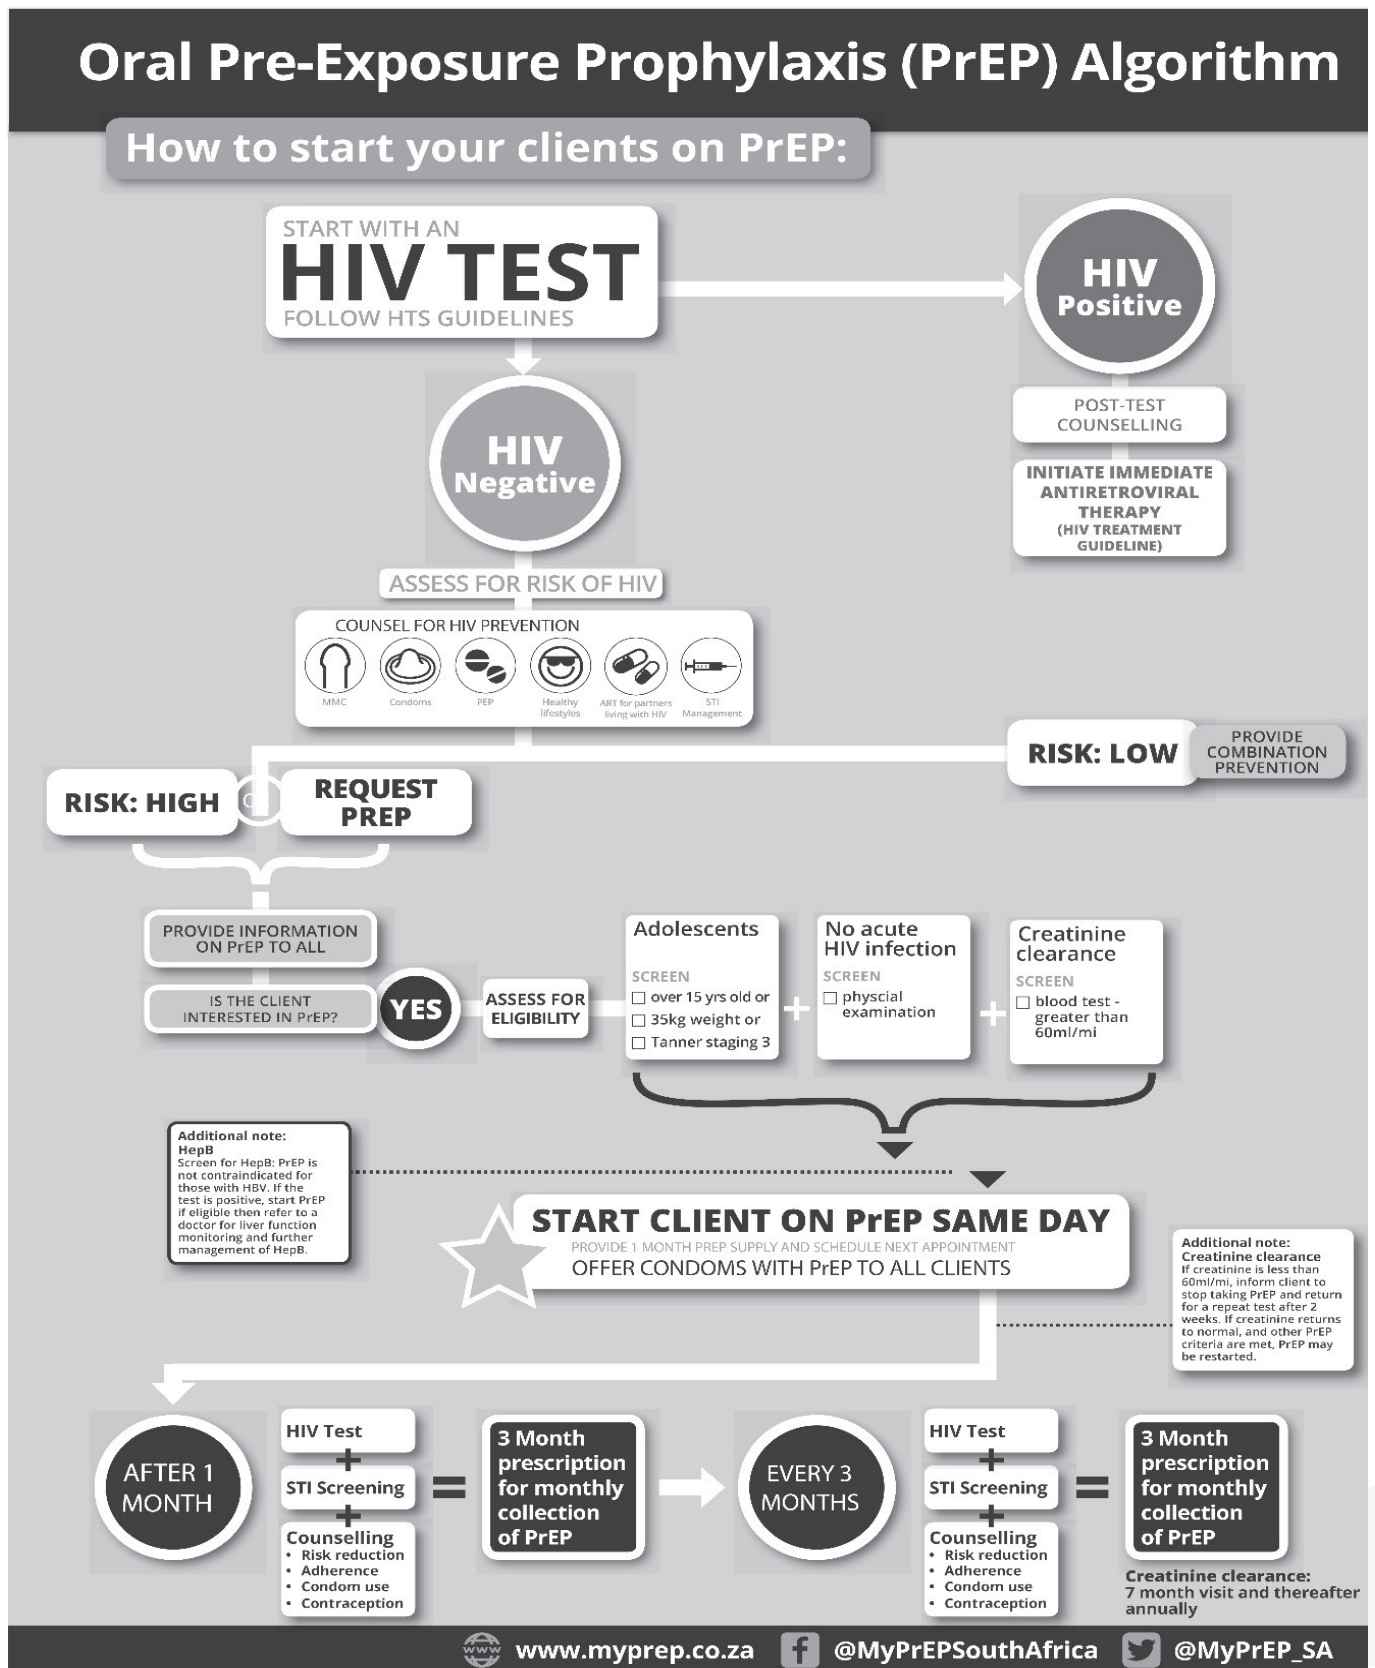 Oral Pre-Exposure Prophylaxis (PrEP) Algorithm
How to start your clients on PrEP:
START WITH AN
HIV TEST
FOLLOW HTS GUIDELINES
HIV
Positive
POST-TEST
COUNSELLING
INITIATE IMMEDIATE
ANTIRETROVIRAL
THERAPY
(HIV TREATMENT
GUIDELINE)
HIV
Negative
ASSESS FOR RISK OF HIV
COUNSEL FOR HIV PREVENTION
MMC
Condoms
PEP
Healthy
lifestyles
ART for partners
living with HIV
STI
Management
RISK: LOW
PROVIDE
COMBINATION
PREVENTION
RISK: HIGH
OR
REQUEST
PREP
PROVIDE INFORMATION
ON PrEP TO ALL
IS THE CLIENT
INTERESTED IN PrEP?
YES
ASSESS FOR
ELIGIBILITY
Adolescents
SCREEN
over 15 yrs old or
35kg weight or
Tanner staging 3
+
No acute
HIV infection
SCREEN
physcial
examination
+
Creatinine
clearance
SCREEN
blood test -
greater than
60ml/mi
Additional note:
HepB
Screen for HepB: PrEP is
not contraindicated for
those with HBV. If the
test is positive, start PrEP
if eligible then refer to a
doctor for liver function
monitoring and further
management of HepB.
START CLIENT ON PrEP SAME DAY
PROVIDE 1 MONTH PREP SUPPLY AND SCHEDULE NEXT APPOINTMENT
OFFER CONDOMS WITH PrEP TO ALL CLIENTS
Additional note:
Creatinine clearance
If creatinine is less than
60ml/mi, inform client to
stop taking PrEP and return
for a repeat test after 2
weeks. If creatinine returns
to normal, and other PrEP
criteria are met, PrEP may
be restarted.
AFTER 1
MONTH
HIV Test
+
STI Screening
+
Counselling
• Risk reduction
• Adherence
• Condom use
• Contraception
=
3 Month
prescription
for monthly
collection
of PrEP
EVERY 3
MONTHS
HIV Test
+
STI Screening
+
Counselling
• Risk reduction
• Adherence
• Condom use
• Contraception
=
3 Month
prescription
for monthly
collection
of PrEP
Creatinine clearance:
7 month visit and thereafter
annually
www
www.myprep.co.za
f
@MyPrEPSouthAfrica
@MyPrEP_SA